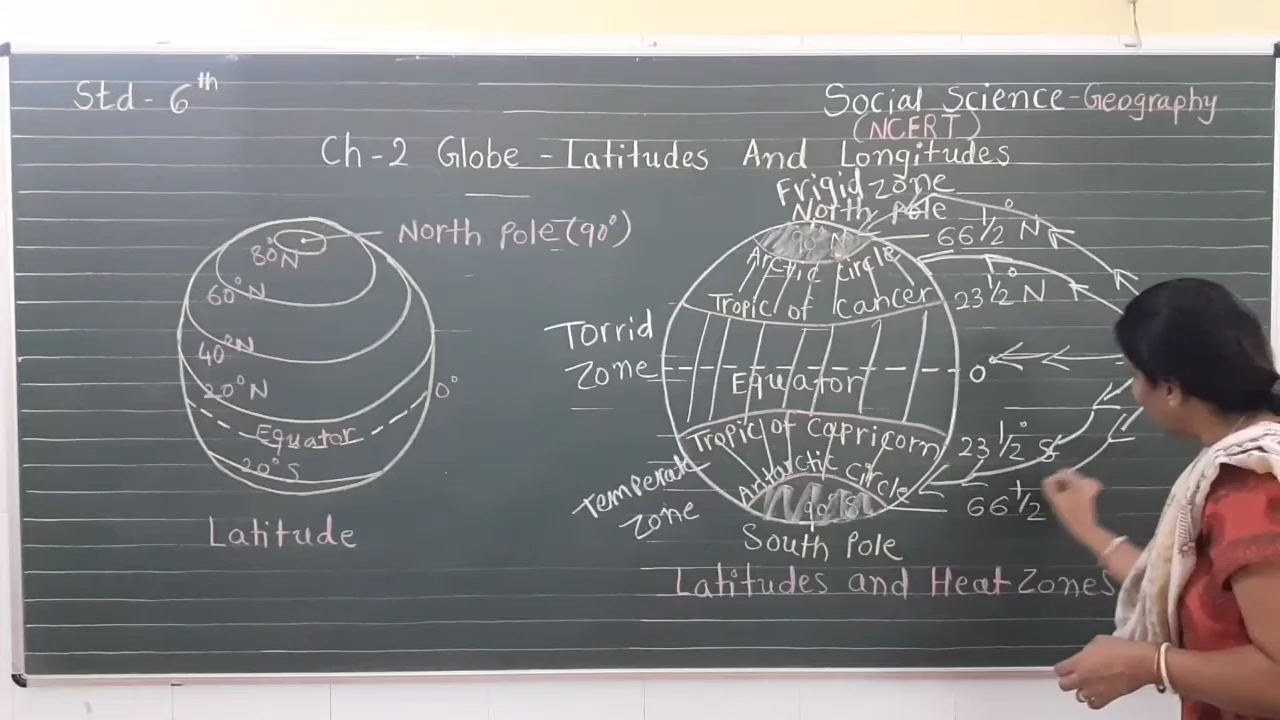 Std - 6th
Social Science - Geography
(NCERT)
Ch - 2 Globe - Latitudes And Longitudes
North Pole (90°)
80°N
60°N
40°N
20°N
0°
Equator
20°S
Latitude
Frigid zone
North Pole
90° N
66 1/2° N
Arctic Circle
Tropic of Cancer
23 1/2° N
Torrid
Zone
Equator
0°
Tropic of Capricorn
23 1/2° S
Temperate
Zone
Antarctic Circle
90° S
66 1/2
South Pole
Latitudes and Heat Zones